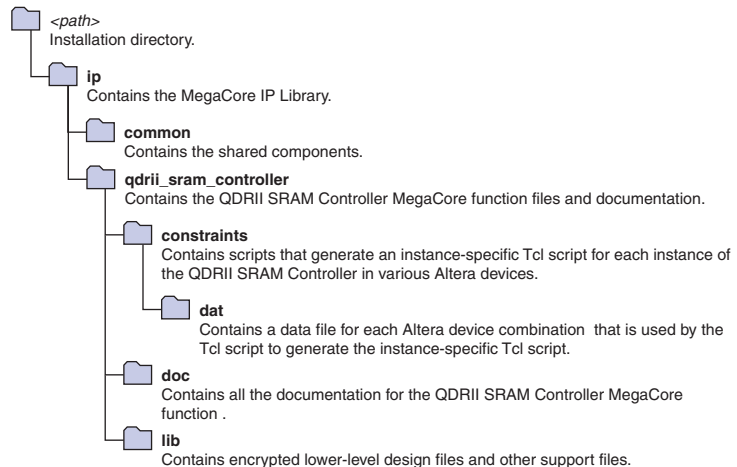 <path>
Installation directory.
ip
Contains the MegaCore IP Library.
common
Contains the shared components.
qdrii_sram_controller
Contains the QDRII SRAM Controller MegaCore function files and documentation.
constraints
Contains scripts that generate an instance-specific Tcl script for each instance of
the QDRII SRAM Controller in various Altera devices.
dat
Contains a data file for each Altera device combination that is used by the
Tcl script to generate the instance-specific Tcl script.
doc
Contains all the documentation for the QDRII SRAM Controller MegaCore
function .
lib
Contains encrypted lower-level design files and other support files.